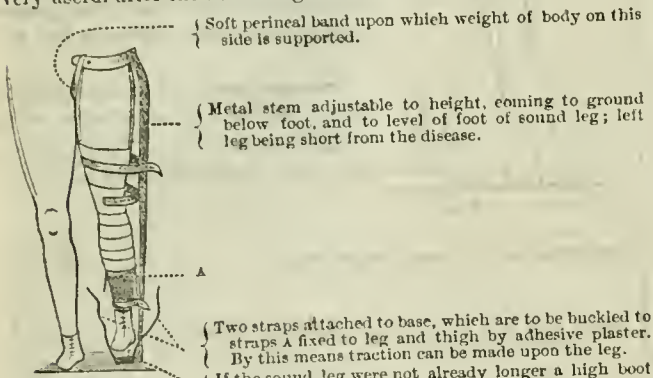 very useful after
Soft perineal band upon which weight of body on this
side is supported.
Metal stem adjustable to height, coming to ground
below foot, and to level of foot of sound leg; left
leg being short from the disease.
A
Two straps attached to base, which are to be buckled to
straps A fixed to leg and thigh by adhesive plaster.
By this means traction can be made upon the leg.
If the sound leg were not already longer a high boot